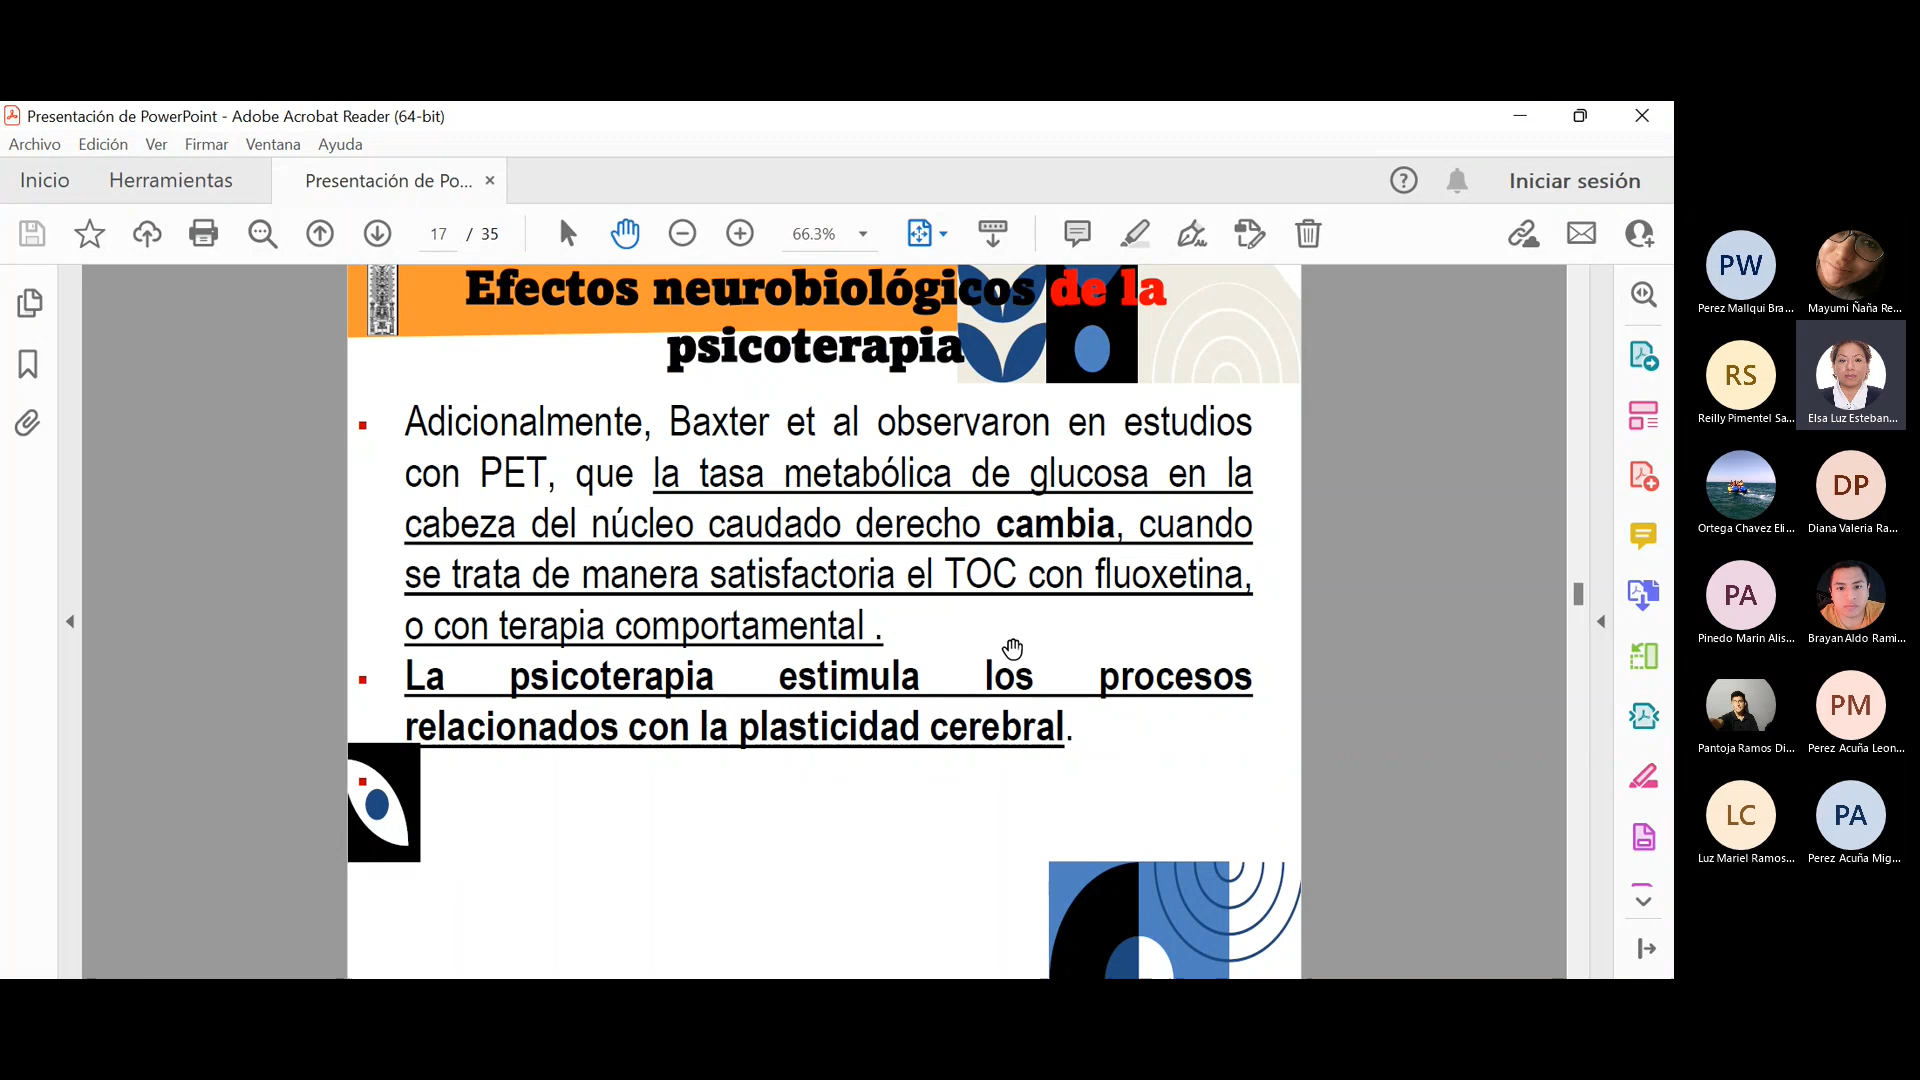 Presentación de PowerPoint - Adobe Acrobat Reader (64-bit)
Archivo Edición Ver Firmar Ventana Ayuda
Inicio Herramientas Presentación de Po... × Iniciar sesión
17 / 35 66.3%
Efectos neurobiológicos de la
psicoterapia
Adicionalmente, Baxter et al observaron en estudios
con PET, que la tasa metabólica de glucosa en la
cabeza del núcleo caudado derecho cambia, cuando
se trata de manera satisfactoria el TOC con fluoxetina,
o con terapia comportamental .
La psicoterapia estimula los procesos
relacionados con la plasticidad cerebral.
PW
Perez Mallqui Bra... Mayumi Ñaña Re...
RS
Reilly Pimentel Sa... Elsa Luz Esteban...
DP
Ortega Chavez Eli... Diana Valeria Ra...
PA
Pinedo Marin Alis... Brayan Aldo Rami...
PM
Pantoja Ramos Di... Perez Acuña Leon...
LC PA
Luz Mariel Ramos... Perez Acuña Mig...